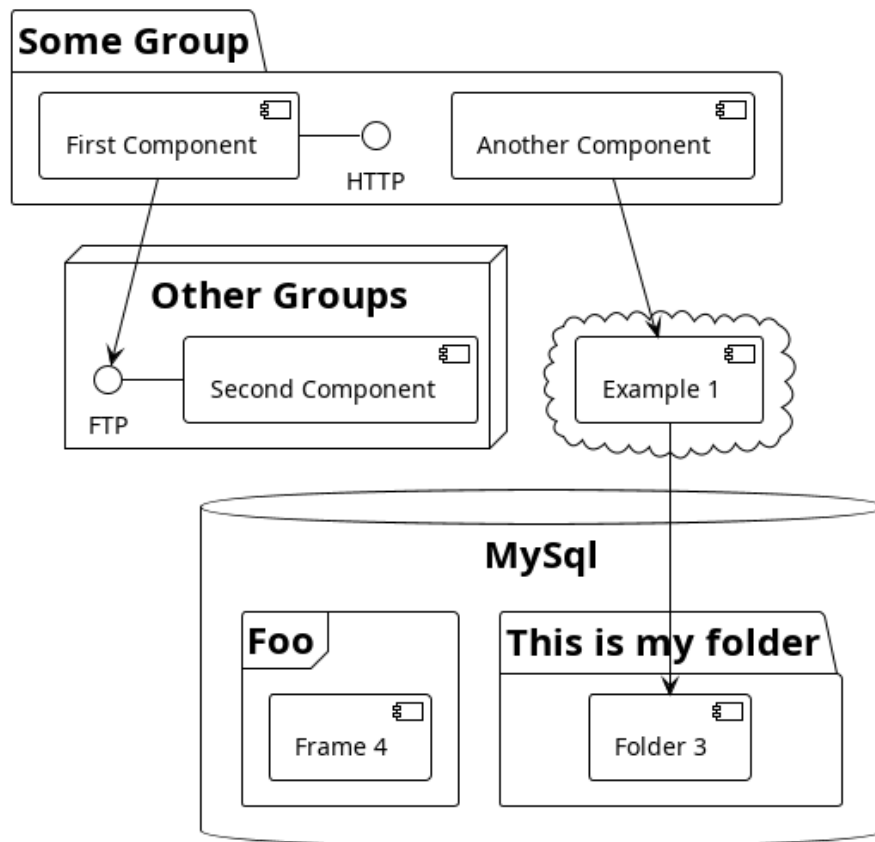 Some Group
First Component
HTTP
Another Component
Other Groups
FTP
Second Component
Example 1
MySql
Foo
Frame 4
This is my folder
Folder 3